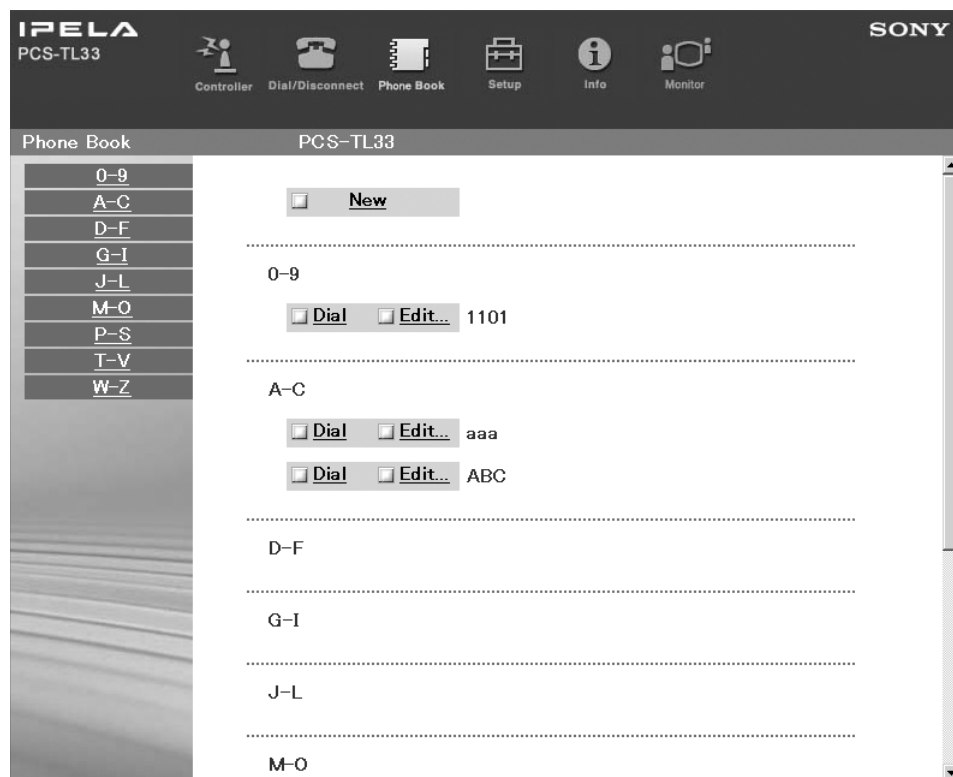 IPELA
SONY
PCS-TL33
Controller Dial/Disconnect Phone Book Setup Info Monitor
Phone Book PCS-TL33
0-9
A-C
D-F
G-I
J-L
M-O
P-S
T-V
W-Z
New
0-9
Dial Edit... 1101
A-C
Dial Edit... aaa
Dial Edit... ABC
D-F
G-I
J-L
M-O